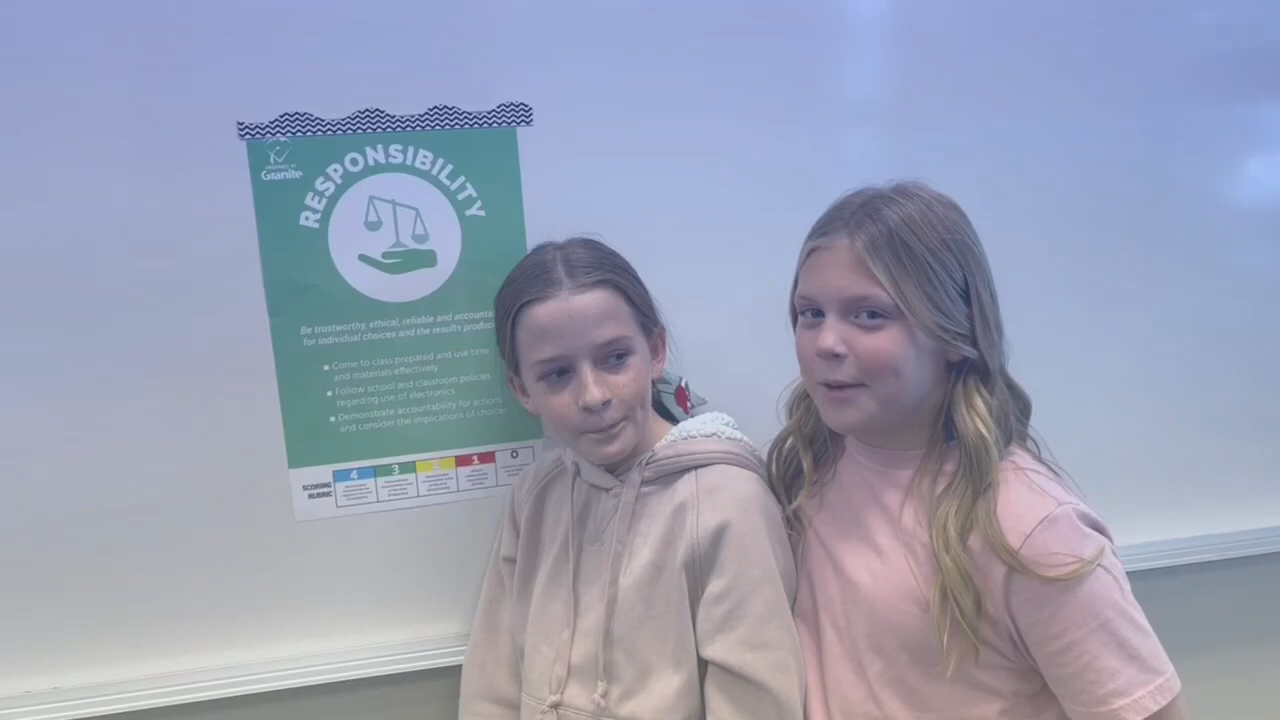 Granite
RESPONSIBILITY
Be trustworthy, ethical, reliable and accounta
for individual choices and the results produc
Come to class prepared and use time
and materials effectively
Follow school and classroom policies
regarding use of electronics
Demonstrate accountability for actions
and consider the implications of choices
SCORING
RUBRIC
4
3
2
1
0